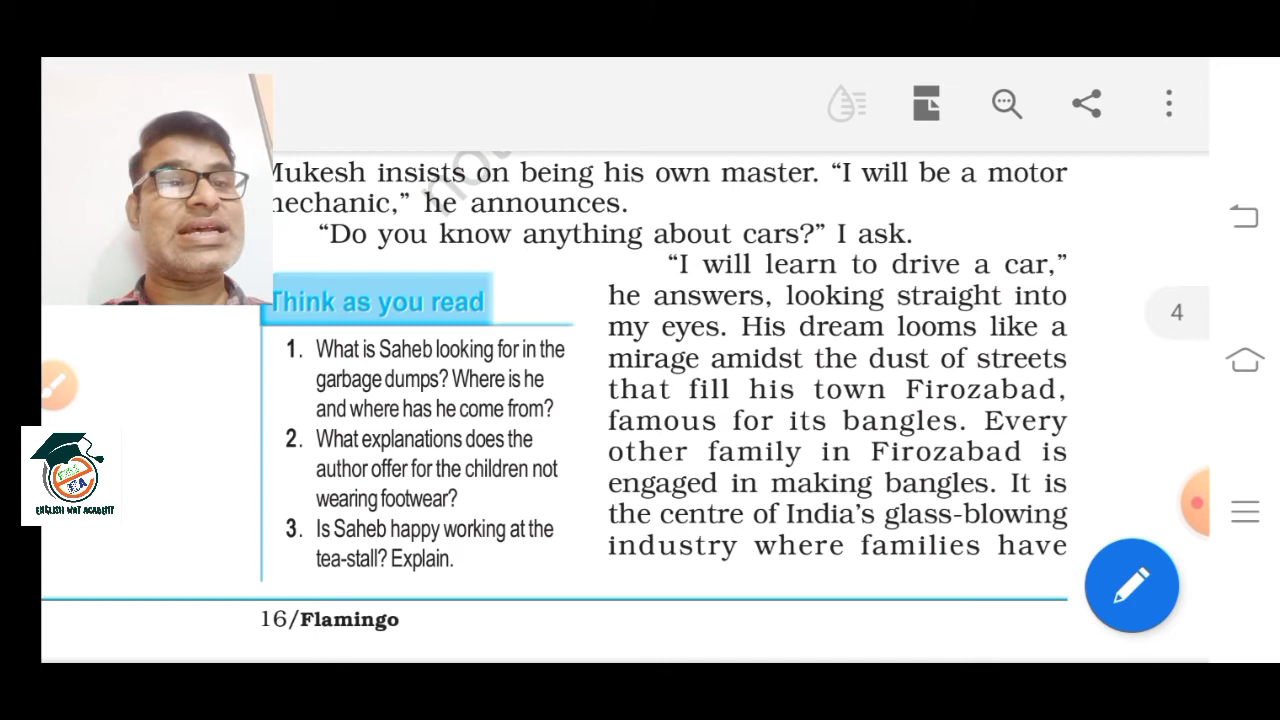 Mukesh insists on being his own master. “I will be a motor
mechanic,” he announces.
“Do you know anything about cars?” I ask.
“I will learn to drive a car,”
he answers, looking straight into
my eyes. His dream looms like a
mirage amidst the dust of streets
that fill his town Firozabad,
famous for its bangles. Every
other family in Firozabad is
engaged in making bangles. It is
the centre of India’s glass-blowing
industry where families have
Think as you read
1. What is Saheb looking for in the
garbage dumps? Where is he
and where has he come from?
2. What explanations does the
author offer for the children not
wearing footwear?
3. Is Saheb happy working at the
tea-stall? Explain.
16/Flamingo
4
not
ENGLISH WAT ACADEMY